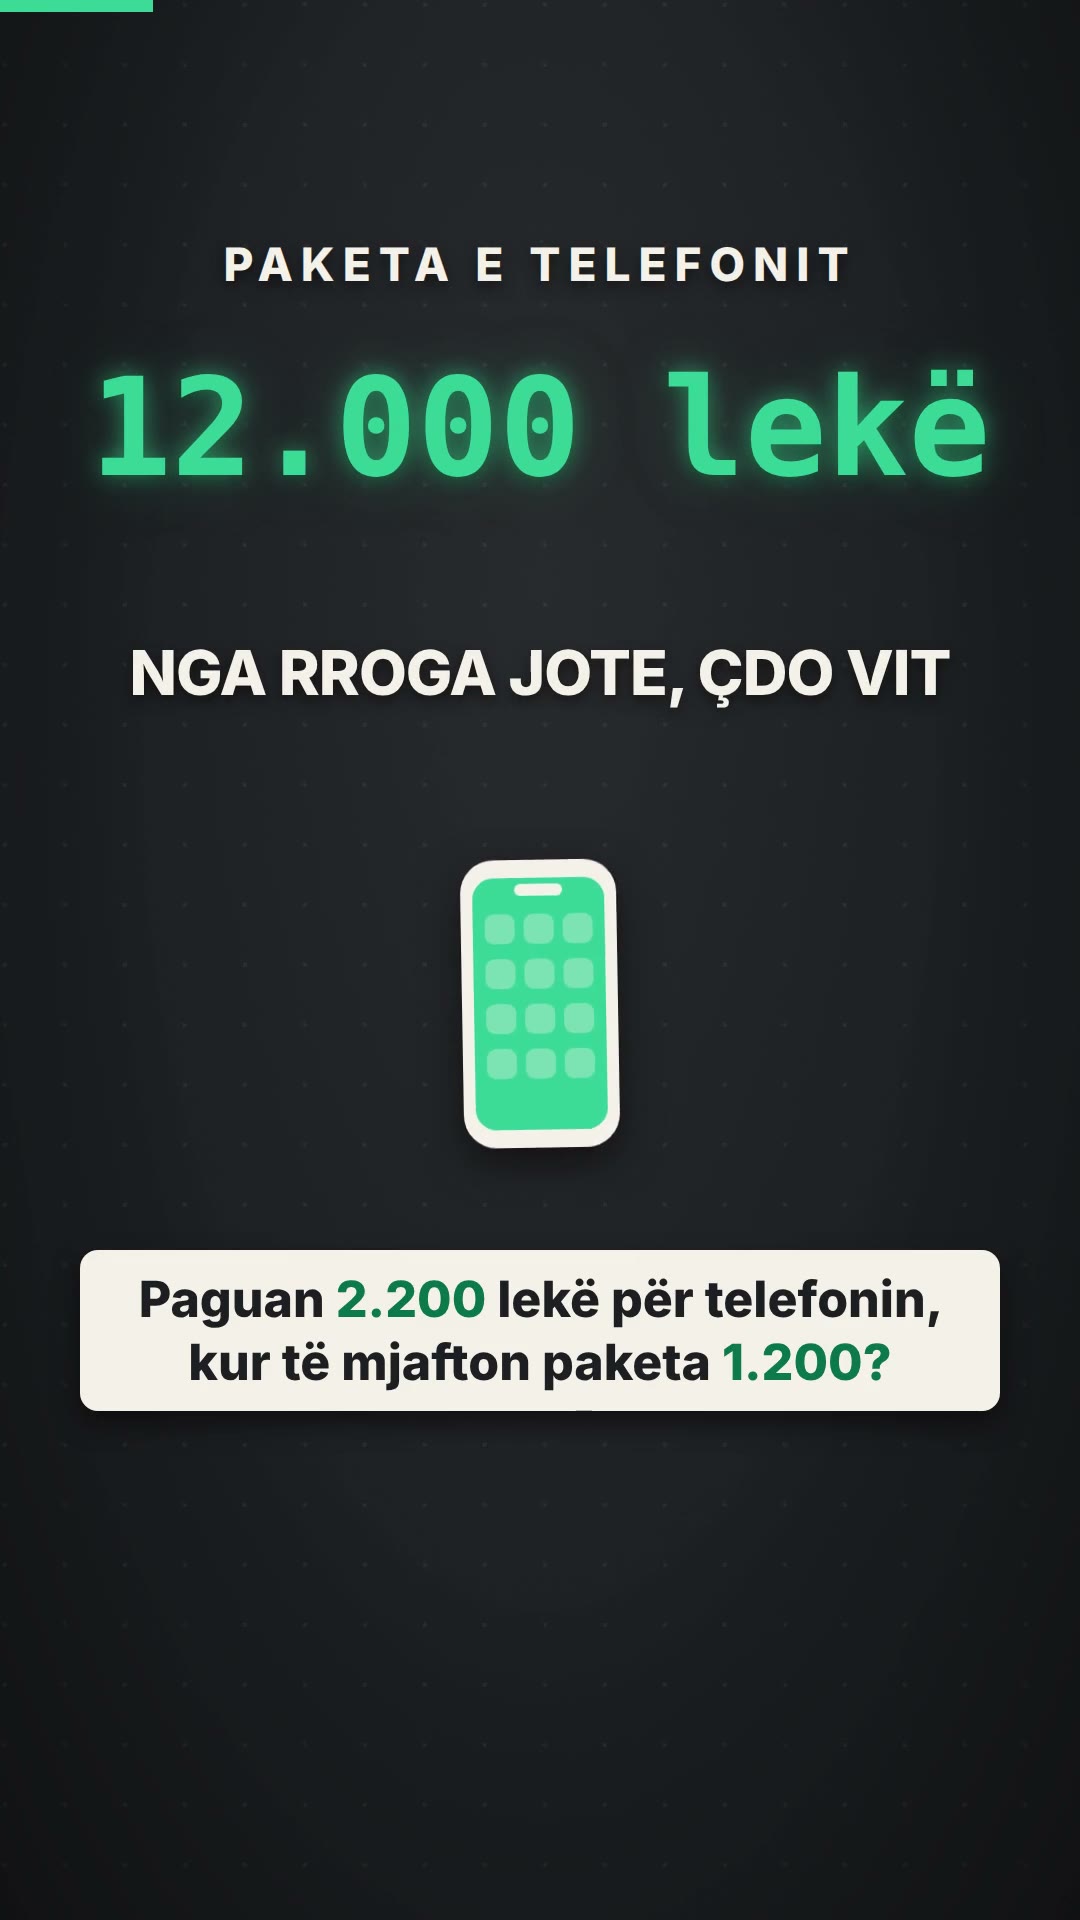 PAKETA E TELEFONIT
12.000 lekë
NGA RROGA JOTE, ÇDO VIT
Paguan 2.200 lekë për telefonin,
kur të mjafton paketa 1.200?